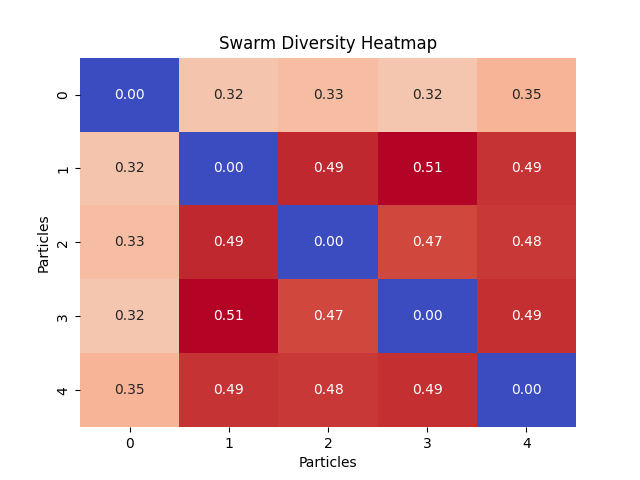 Swarm Diversity Heatmap
Particles
0 0.00 0.32 0.33 0.32 0.35
1 0.32 0.00 0.49 0.51 0.49
2 0.33 0.49 0.00 0.47 0.48
3 0.32 0.51 0.47 0.00 0.49
4 0.35 0.49 0.48 0.49 0.00
0 1 2 3 4
Particles